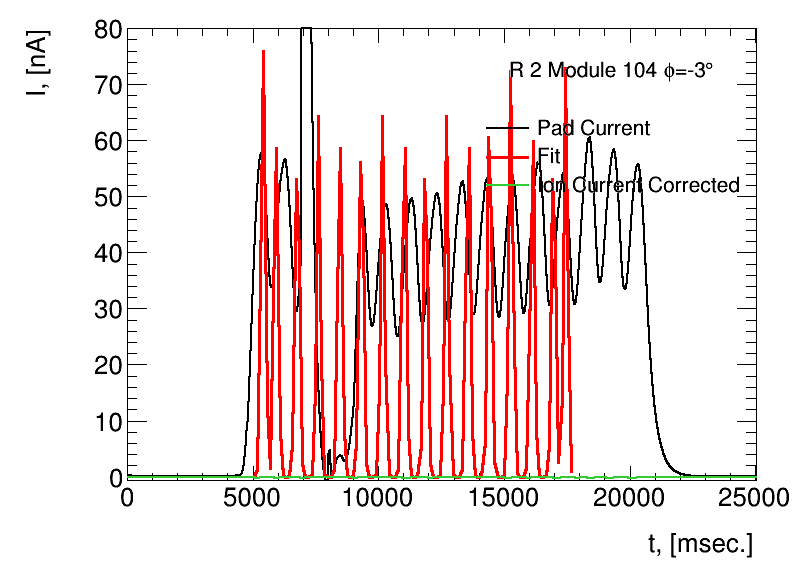 I, [nA]
80
70
60
50
40
30
20
10
0
R 2 Module 104 ϕ=-3°
Pad Current
Fit
Ion Current Corrected
0 5000 10000 15000 20000 25000
t, [msec.]